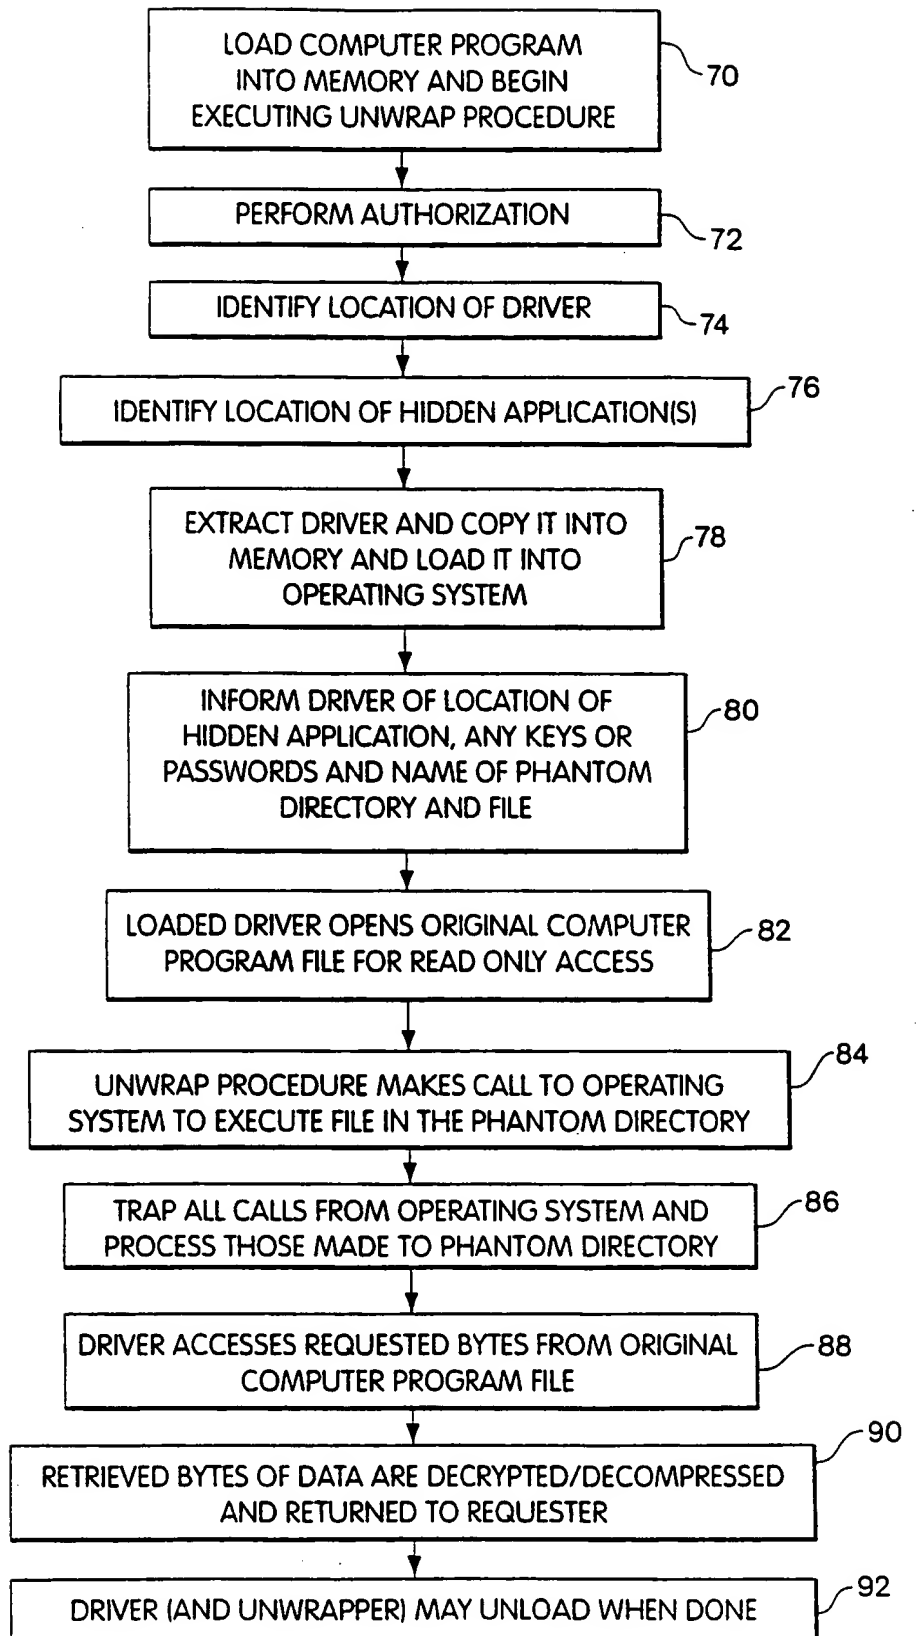 LOAD COMPUTER PROGRAM
INTO MEMORY AND BEGIN
EXECUTING UNWRAP PROCEDURE
70
PERFORM AUTHORIZATION
72
IDENTIFY LOCATION OF DRIVER
74
IDENTIFY LOCATION OF HIDDEN APPLICATION(S)
76
EXTRACT DRIVER AND COPY IT INTO
MEMORY AND LOAD IT INTO
OPERATING SYSTEM
78
INFORM DRIVER OF LOCATION OF
HIDDEN APPLICATION, ANY KEYS OR
PASSWORDS AND NAME OF PHANTOM
DIRECTORY AND FILE
80
LOADED DRIVER OPENS ORIGINAL COMPUTER
PROGRAM FILE FOR READ ONLY ACCESS
82
UNWRAP PROCEDURE MAKES CALL TO OPERATING
SYSTEM TO EXECUTE FILE IN THE PHANTOM DIRECTORY
84
TRAP ALL CALLS FROM OPERATING SYSTEM AND
PROCESS THOSE MADE TO PHANTOM DIRECTORY
86
DRIVER ACCESSES REQUESTED BYTES FROM ORIGINAL
COMPUTER PROGRAM FILE
88
RETRIEVED BYTES OF DATA ARE DECRYPTED/DECOMPRESSED
AND RETURNED TO REQUESTER
90
DRIVER (AND UNWRAPPER) MAY UNLOAD WHEN DONE
92